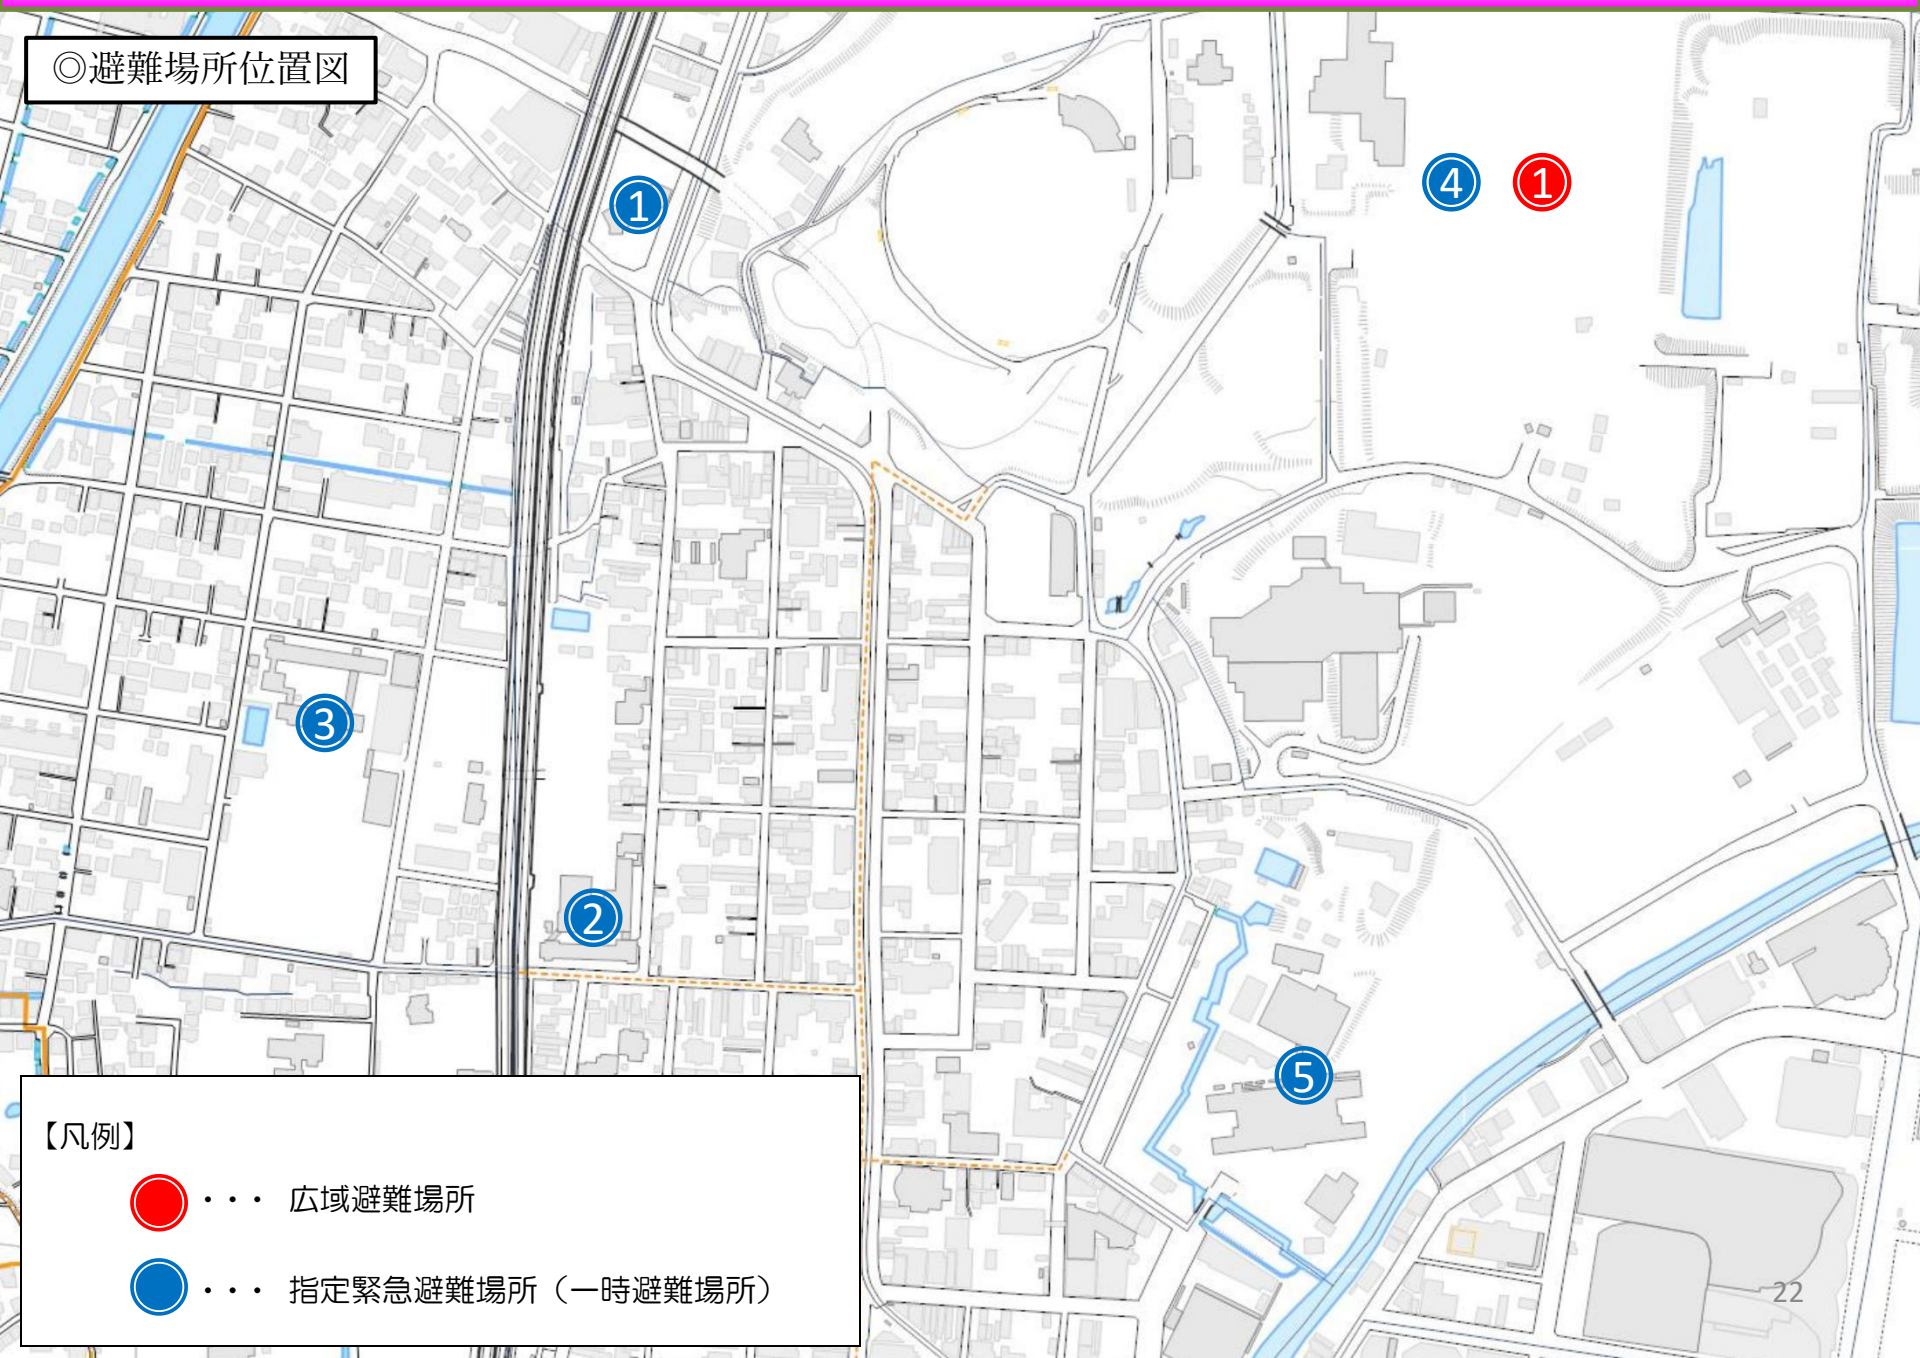 ◎避難場所位置図
①
④ ①
③
②
⑤
【凡例】
・・・ 広域避難場所
・・・ 指定緊急避難場所（一時避難場所）
22